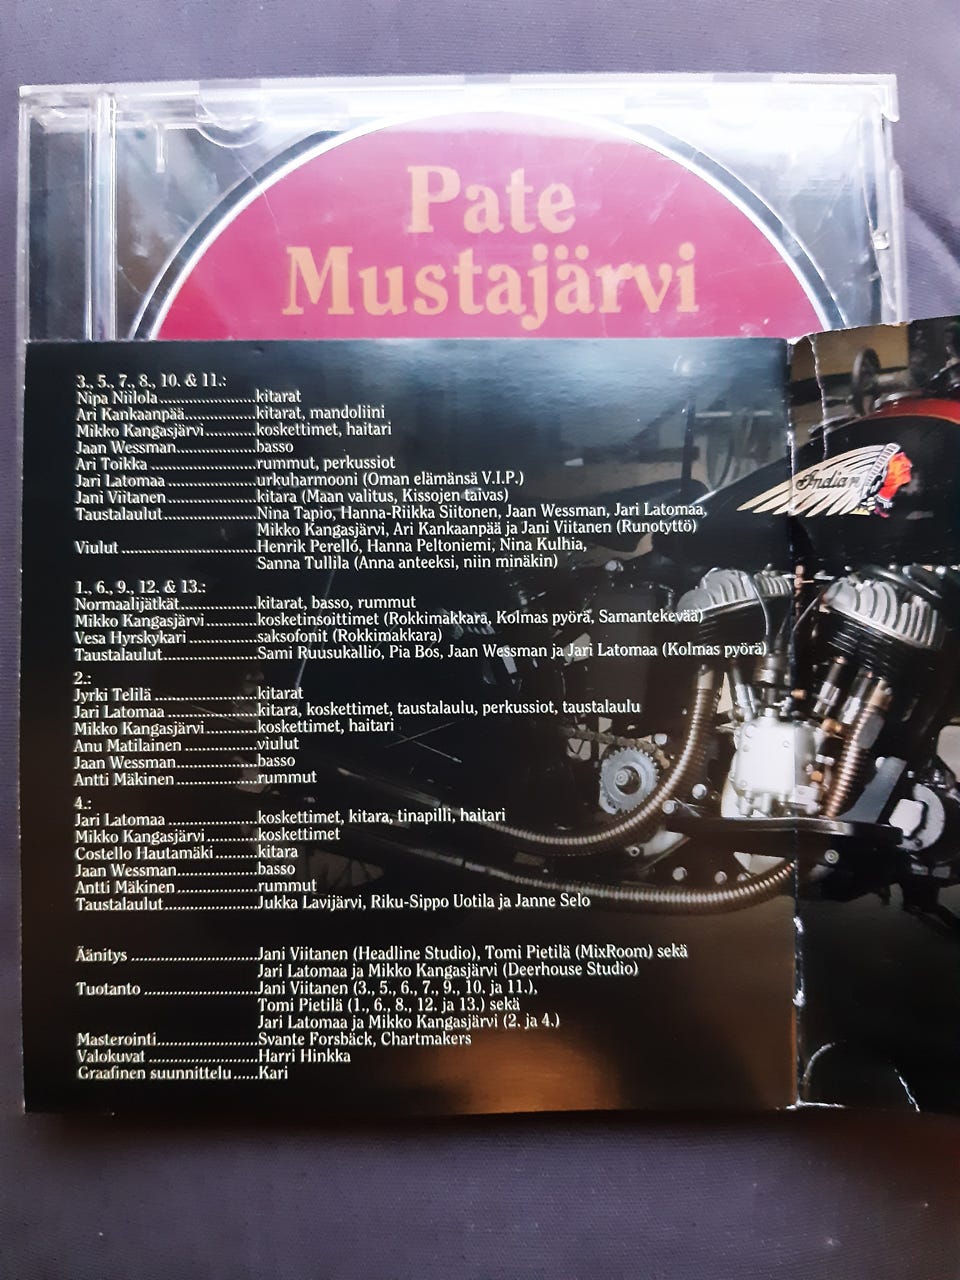 Pate
Mustajärvi
3., 5., 7., 8., 10. & 11.:
Nipa Niilola.......................kitarat
Ari Kankaanpää.................kitarat, mandoliini
Mikko Kangasjärvi............koskettimet, haitari
Jaan Wessman...................basso
Ari Toikka ..........................rummut, perkussiot
Jari Latomaa .....................urkuharmooni (Oman elämänsä V.I.P.)
Jani Viitanen .....................kitara (Maan valitus, Kissojen taivas)
Taustalaulut.......................Nina Tapio, Hanna-Riikka Siitonen, Jaan Wessman, Jari Latomaa,
Mikko Kangasjärvi, Ari Kankaanpää ja Jani Viitanen (Runotyttö)
Viulut .................................Henrik Perelló, Hanna Peltoniemi, Nina Kulhia,
Sanna Tullila (Anna anteeksi, niin minäkin)
1., 6., 9., 12. & 13.:
Normaalijätkät...................kitarat, basso, rummut
Mikko Kangasjärvi............kosketinsoittimet (Rokkimakkara, Kolmas pyörä, Samantekevää)
Vesa Hyrskykari ................saksofonit (Rokkimakkara)
Taustalaulut.......................Sami Ruusukallio, Pia Bos, Jaan Wessman ja Jari Latomaa (Kolmas pyörä)
2.:
Jyrki Telilä .........................kitarat
Jari Latomaa ......................kitara, koskettimet, taustalaulu, perkussiot, taustalaulu
Mikko Kangasjärvi............koskettimet, haitari
Anu Matilainen ..................viulut
Jaan Wessman...................basso
Antti Mäkinen ....................rummut
4.:
Jari Latomaa ......................koskettimet, kitara, tinapilli, haitari
Mikko Kangasjärvi............koskettimet
Costello Hautamäki..........kitara
Jaan Wessman...................basso
Antti Mäkinen ....................rummut
Taustalaulut.......................Jukka Lavijärvi, Riku-Sippo Uotila ja Janne Selo
Äänitys ...............................Jani Viitanen (Headline Studio), Tomi Pietilä (MixRoom) sekä
Jari Latomaa ja Mikko Kangasjärvi (Deerhouse Studio)
Tuotanto ............................Jani Viitanen (3., 5., 6., 7., 9., 10. ja 11.),
Tomi Pietilä (1., 6., 8., 12. ja 13.) sekä
Jari Latomaa ja Mikko Kangasjärvi (2. ja 4.)
Masterointi.........................Svante Forsbäck, Chartmakers
Valokuvat ...........................Harri Hinkka
Graafinen suunnittelu......Kari
Indian